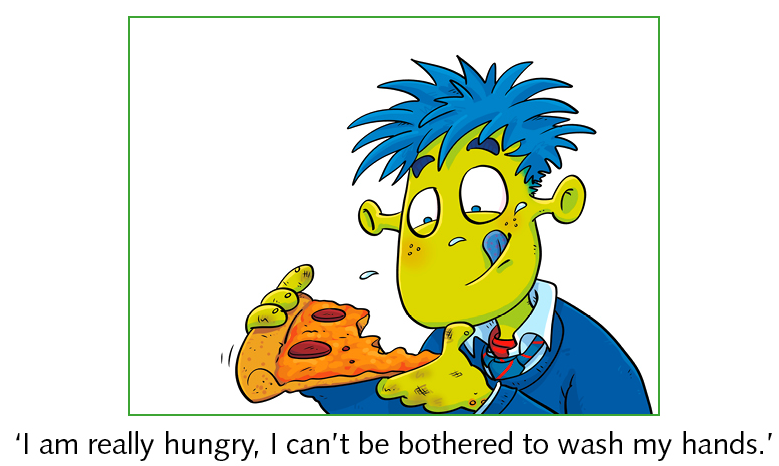 ‘I am really hungry, I can’t be bothered to wash my hands.’